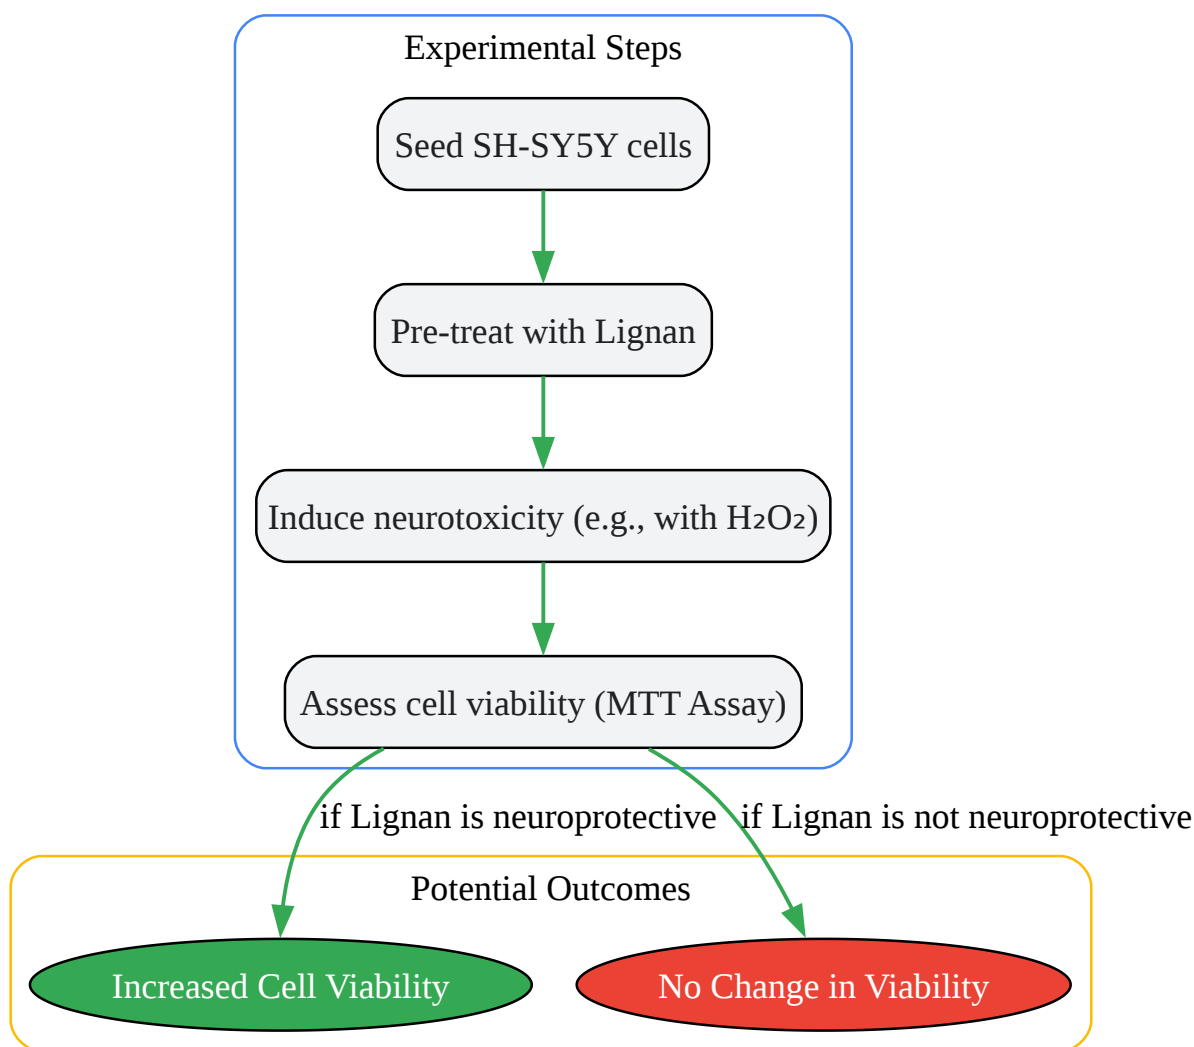 Experimental Steps
Seed SH-SY5Y cells
Pre-treat with Lignan
Induce neurotoxicity (e.g., with H₂O₂)
Assess cell viability (MTT Assay)
if Lignan is neuroprotective
if Lignan is not neuroprotective
Potential Outcomes
Increased Cell Viability
No Change in Viability